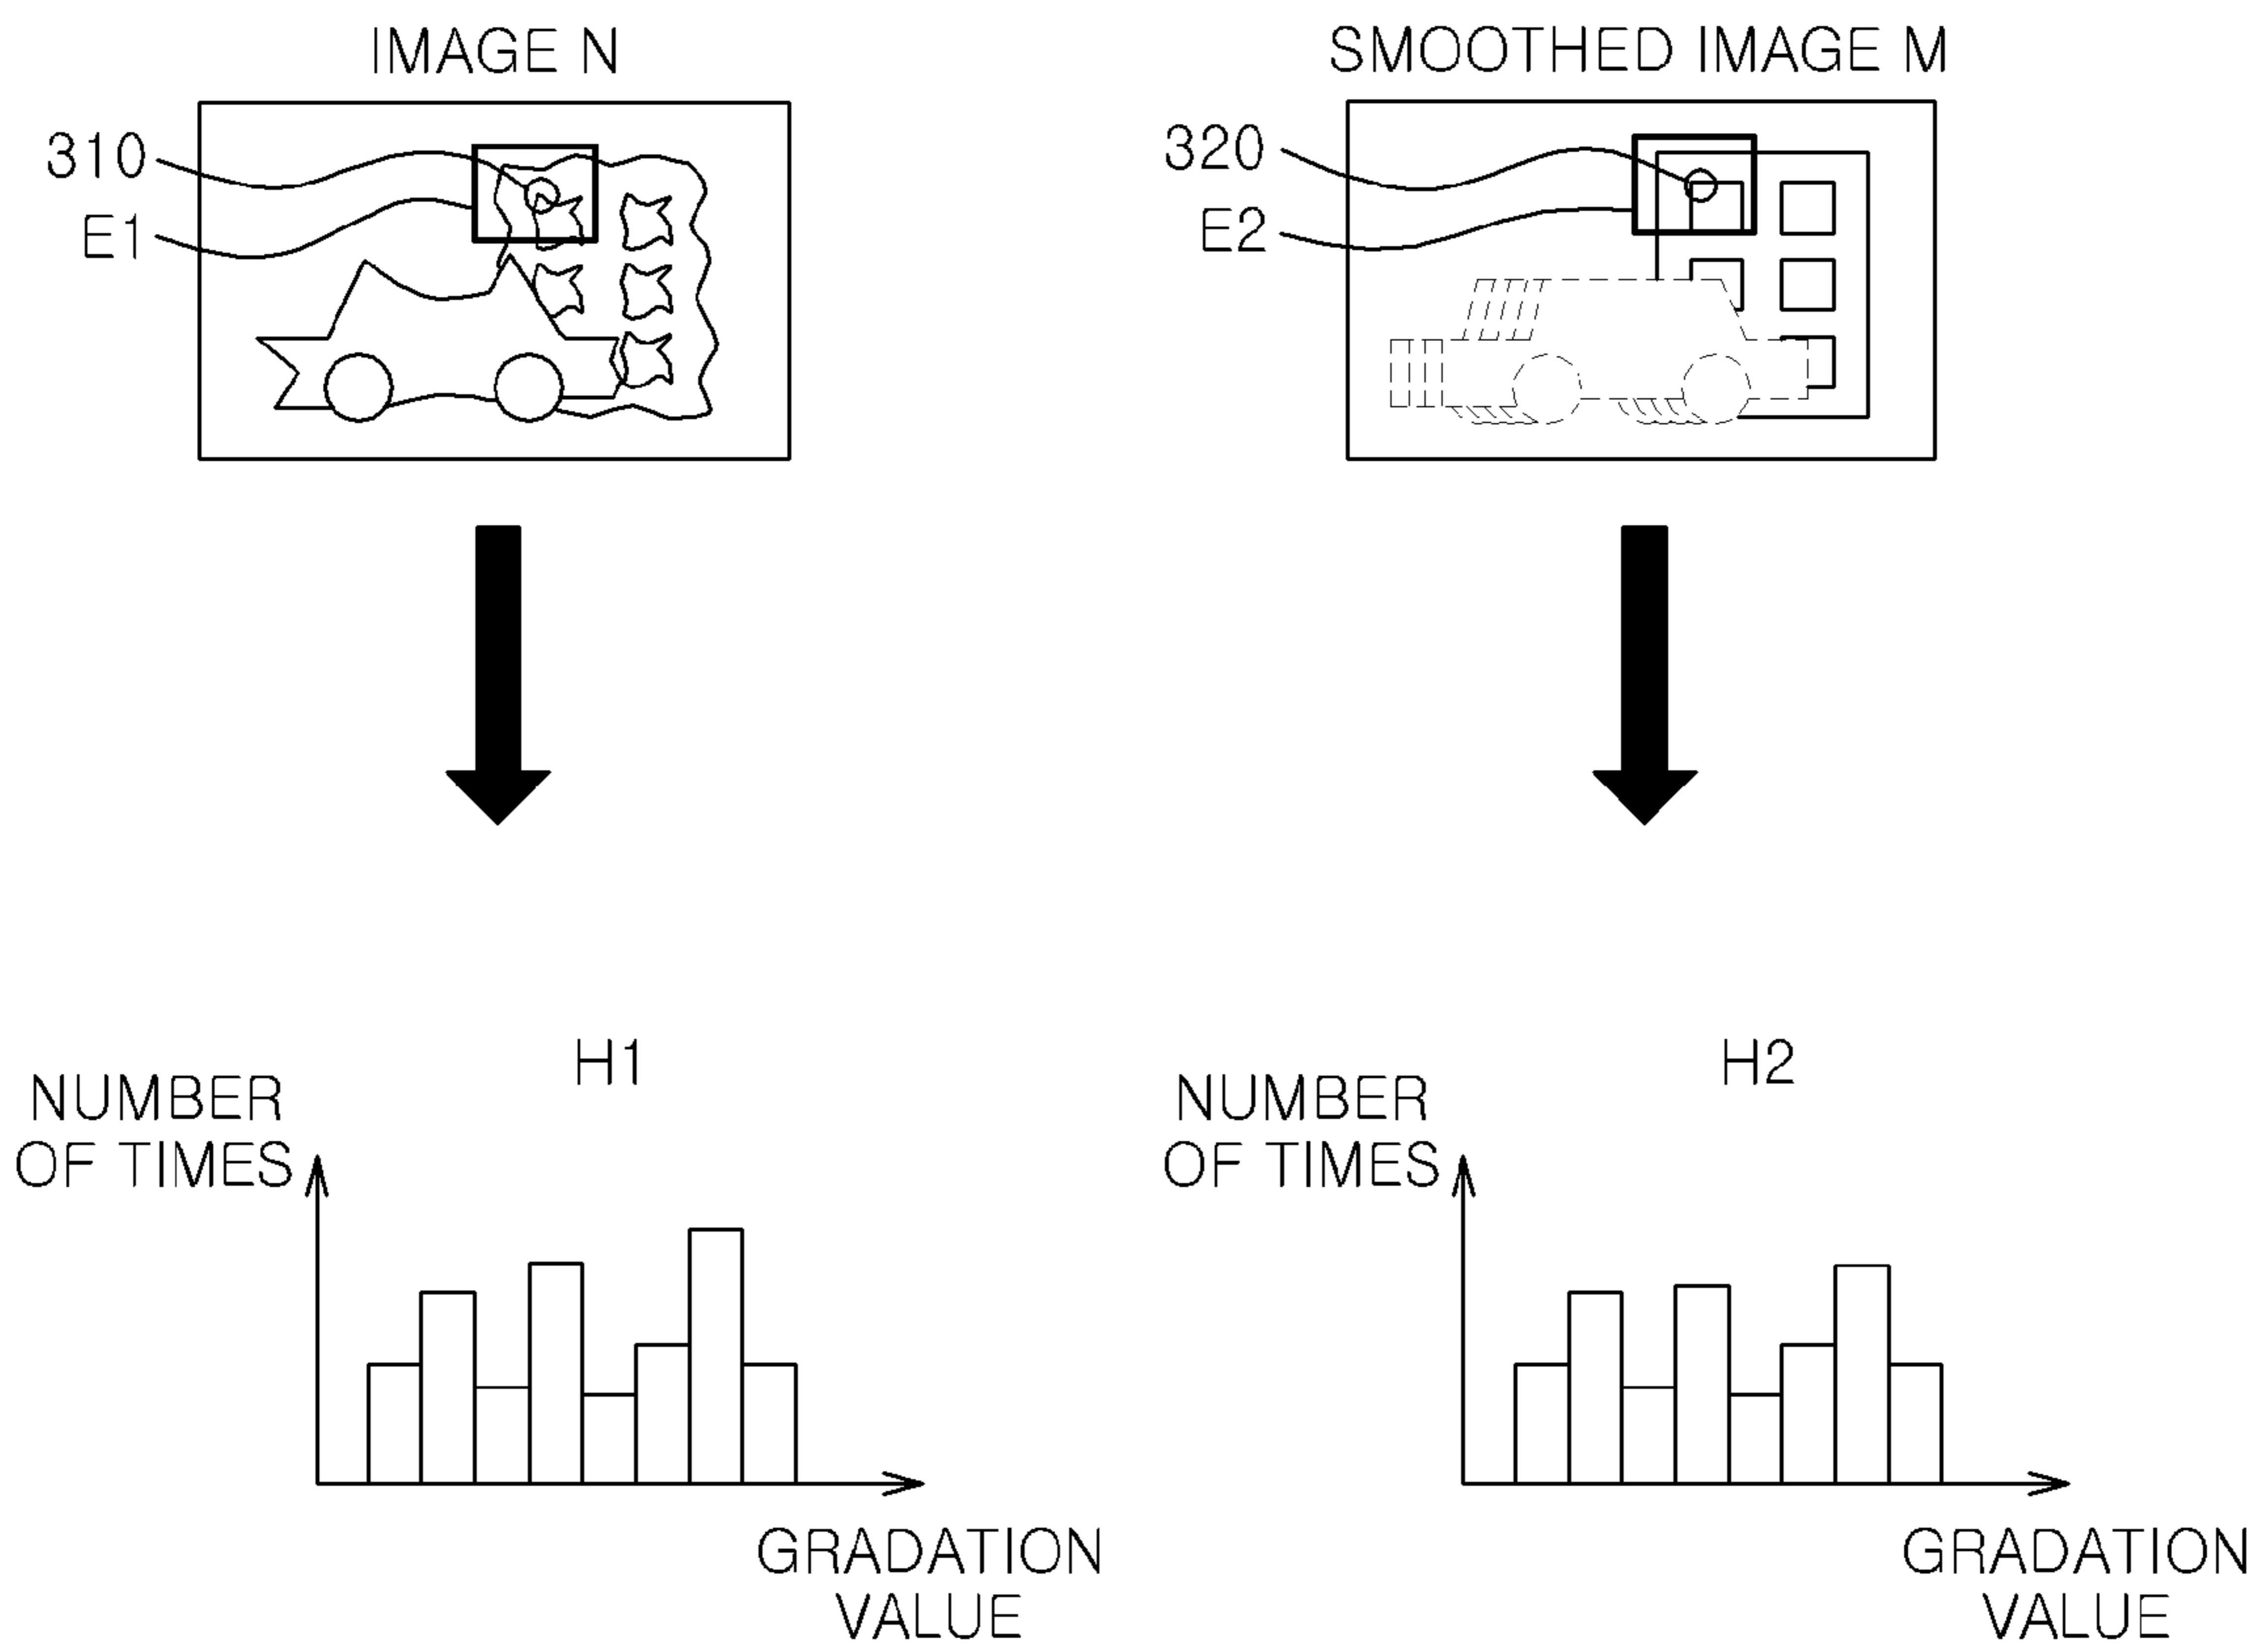 IMAGE N
310
E1
SMOOTHED IMAGE M
320
E2
H1
NUMBER
OF TIMES
GRADATION
VALUE
H2
NUMBER
OF TIMES
GRADATION
VALUE